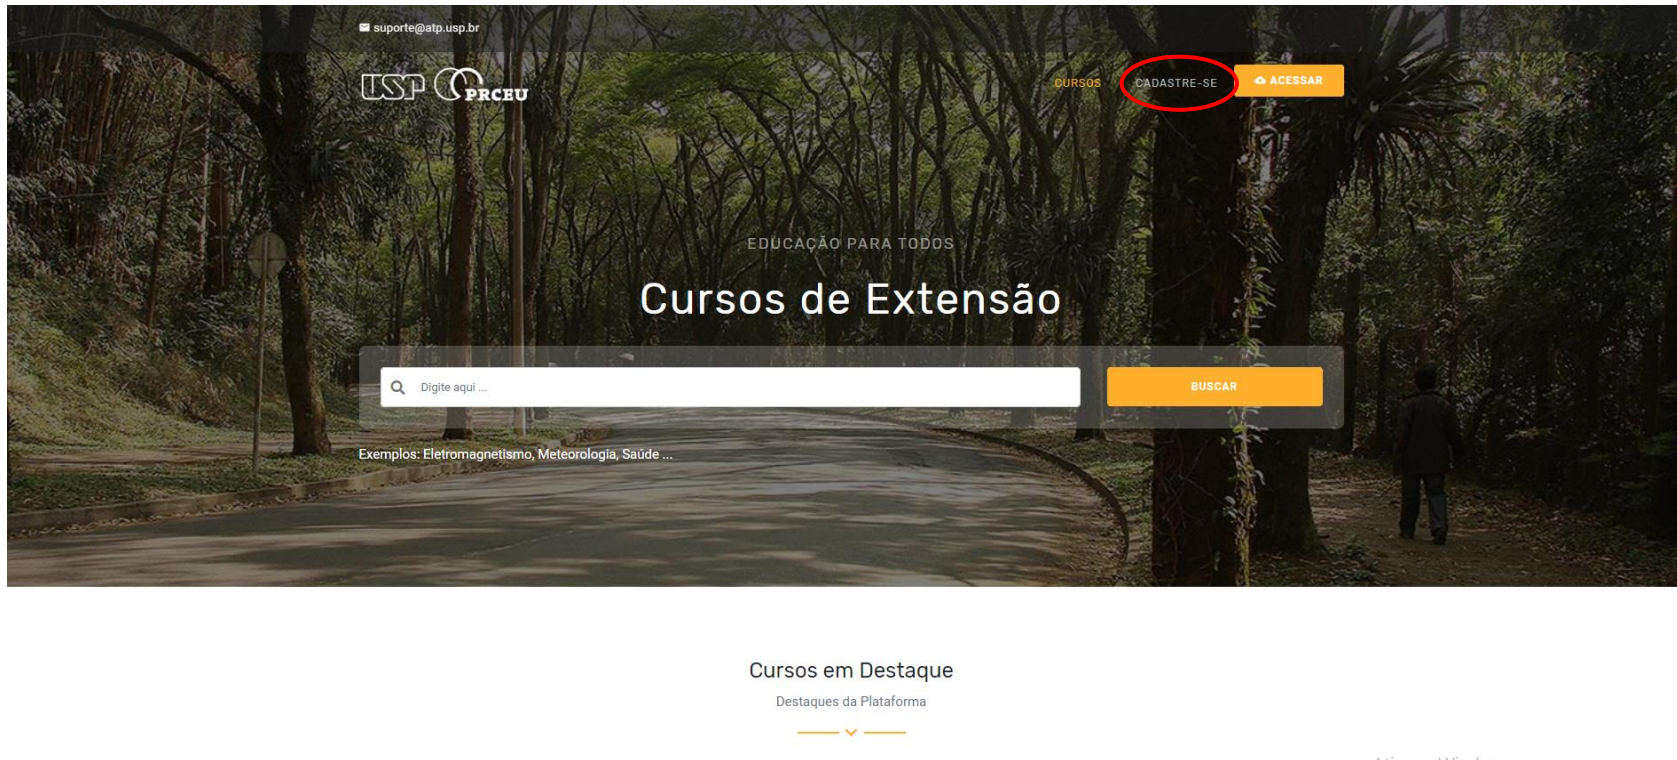 suporte@atp.usp.br
USP PRCEU
CURSOS CADASTRE-SE ACESSAR
EDUCAÇÃO PARA TODOS
Cursos de Extensão
Digite aqui ... BUSCAR
Exemplos: Eletromagnetismo, Meteorologia, Saúde ...
Cursos em Destaque
Destaques da Plataforma